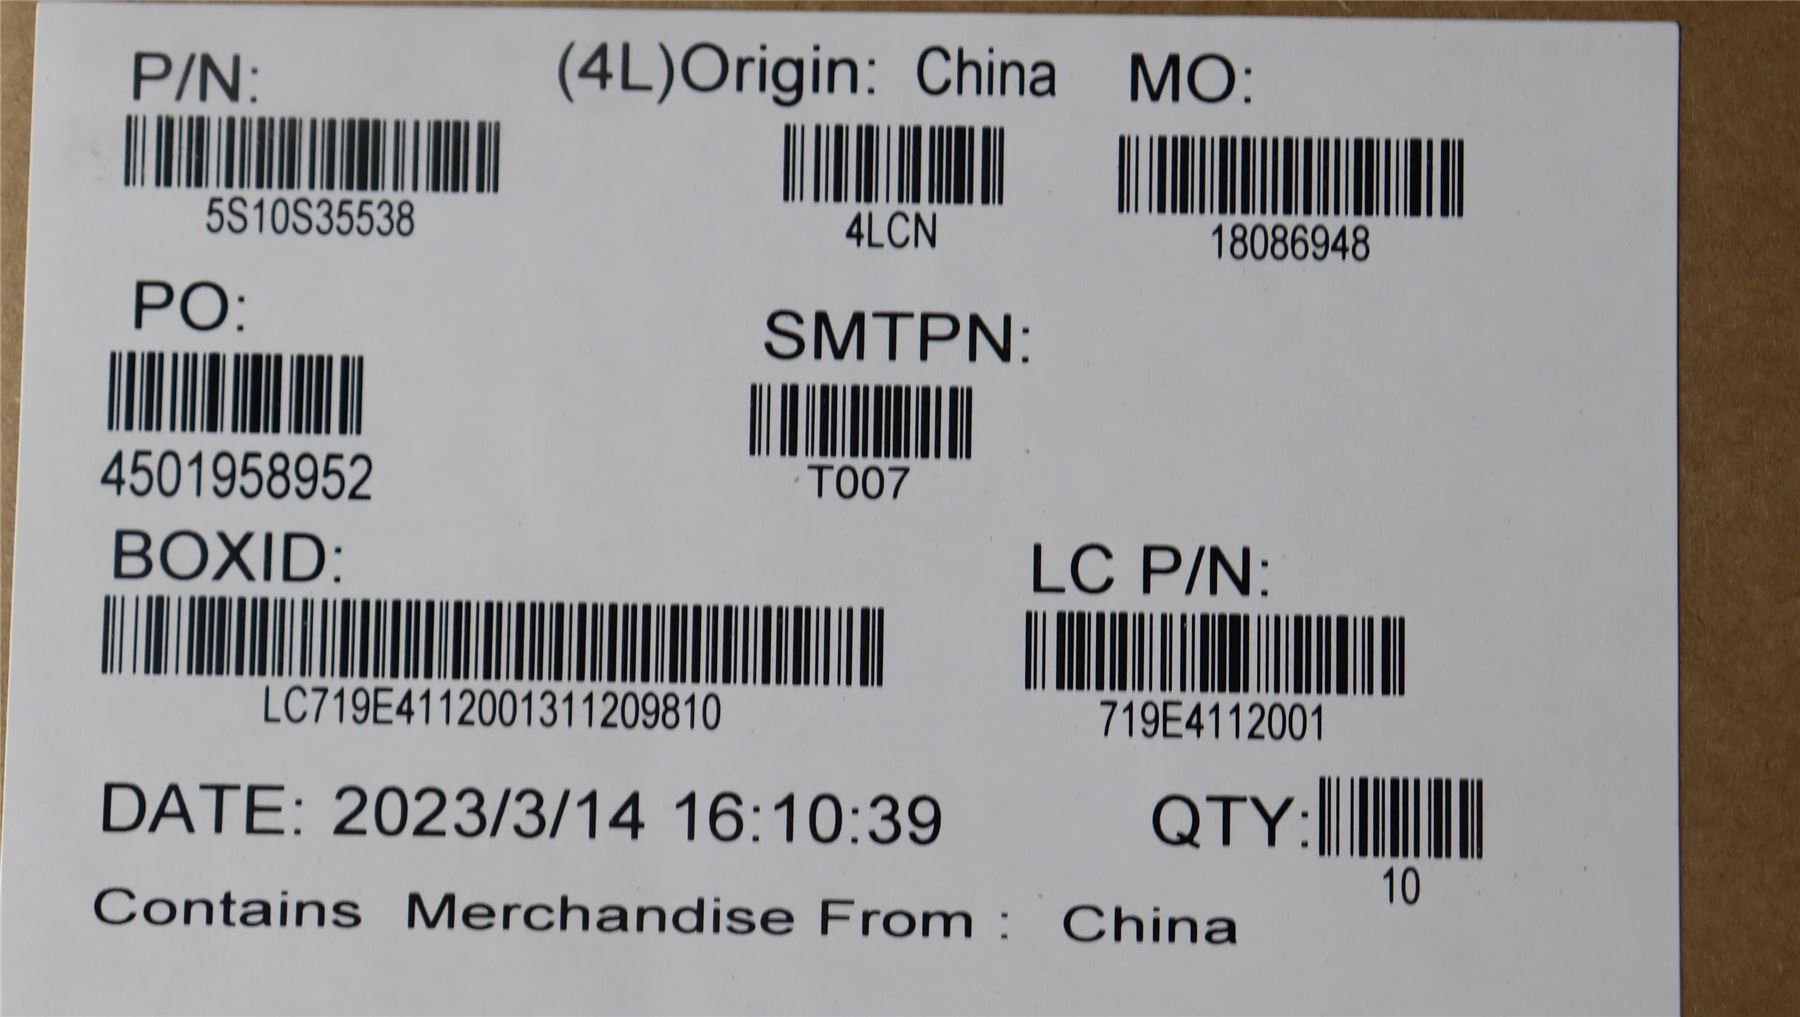 P/N: (4L)Origin: China MO:
5S10S35538 4LCN 18086948
PO: SMTPN:
4501958952 T007
BOXID: LC P/N:
LC719E4112001311209810 719E4112001
DATE: 2023/3/14 16:10:39 QTY:
10
Contains Merchandise From : China